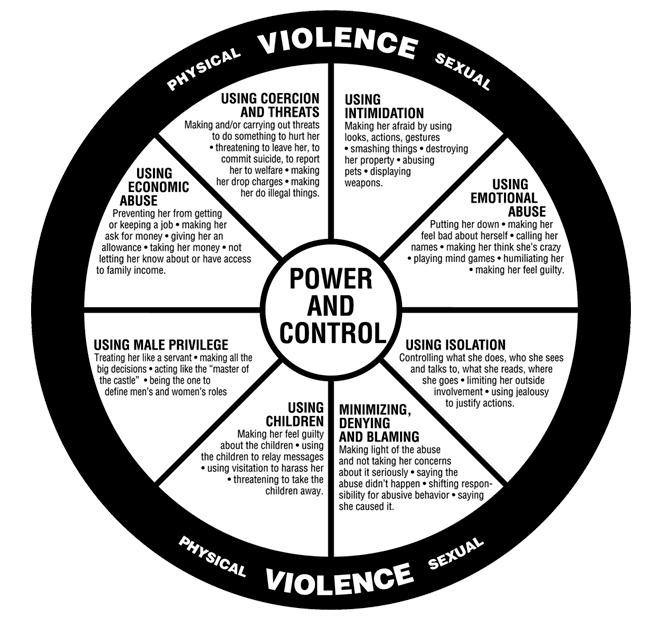 PHYSICAL VIOLENCE SEXUAL
USING COERCION
AND THREATS
Making and/or carrying out threats
to do something to hurt her
• threatening to leave her, to
commit suicide, to report
her to welfare • making
her drop charges • making
her do illegal things.
USING
INTIMIDATION
Making her afraid by using
looks, actions, gestures
• smashing things • destroying
her property • abusing
pets • displaying
weapons.
USING
ECONOMIC
ABUSE
Preventing her from getting
or keeping a job • making her
ask for money • giving her an
allowance • taking her money • not
letting her know about or have access
to family income.
USING
EMOTIONAL
ABUSE
Putting her down • making her
feel bad about herself • calling her
names • making her think she's crazy
• playing mind games • humiliating her
• making her feel guilty.
POWER
AND
CONTROL
USING MALE PRIVILEGE
Treating her like a servant • making all the
big decisions • acting like the "master of
the castle" • being the one to
define men's and women's roles
USING ISOLATION
Controlling what she does, who she sees
and talks to, what she reads, where
she goes • limiting her outside
involvement • using jealousy
to justify actions.
USING
CHILDREN
Making her feel guilty
about the children • using
the children to relay messages
• using visitation to harass her
• threatening to take the
children away.
MINIMIZING,
DENYING
AND BLAMING
Making light of the abuse
and not taking her concerns
about it seriously • saying the
abuse didn't happen • shifting respon-
sibility for abusive behavior • saying
she caused it.
PHYSICAL VIOLENCE SEXUAL